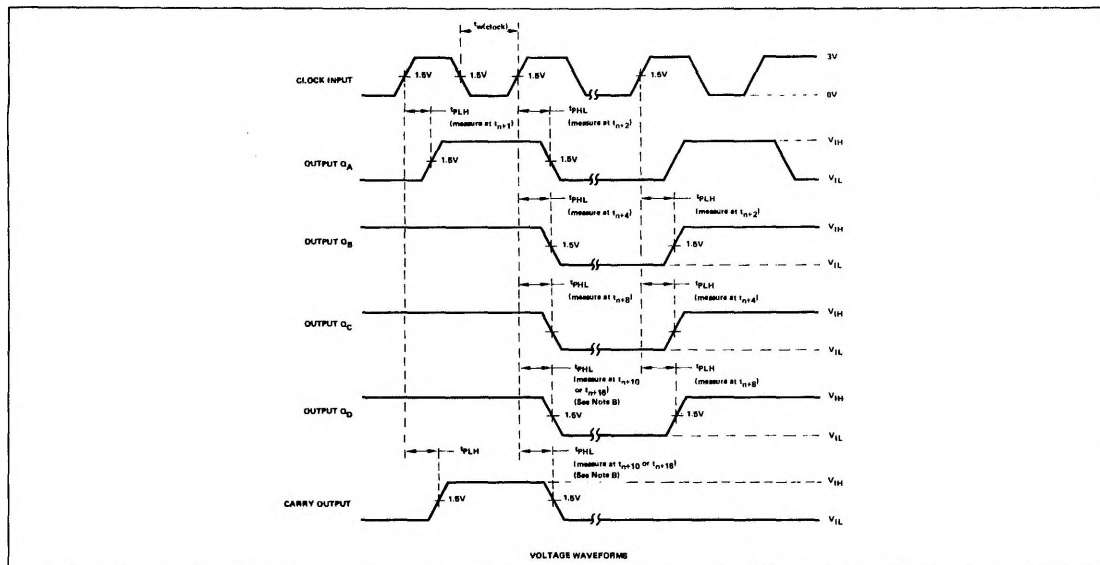 tw(clock)
3V
CLOCK INPUT
1.5V 1.5V 1.5V 1.5V
0V
tPLH tPHL
(measure at tn+1) (measure at tn+2)
VIH
OUTPUT QA
1.5V 1.5V
VIL
tPHL tPLH
(measure at tn+4) (measure at tn+2)
VIH
OUTPUT QB
1.5V 1.5V
VIL
tPHL tPLH
(measure at tn+8) (measure at tn+4)
VIH
OUTPUT QC
VIL
tPHL tPLH
(measure at tn+10 (measure at tn+8)
or tn+16)
(See Note B)
VIH
OUTPUT QD
1.5V 1.5V
VIL
tPLH tPHL
(measure at tn+10 or tn+16)
(See Note B)
VIH
CARRY OUTPUT
1.5V 1.5V
VIL
VOLTAGE WAVEFORMS